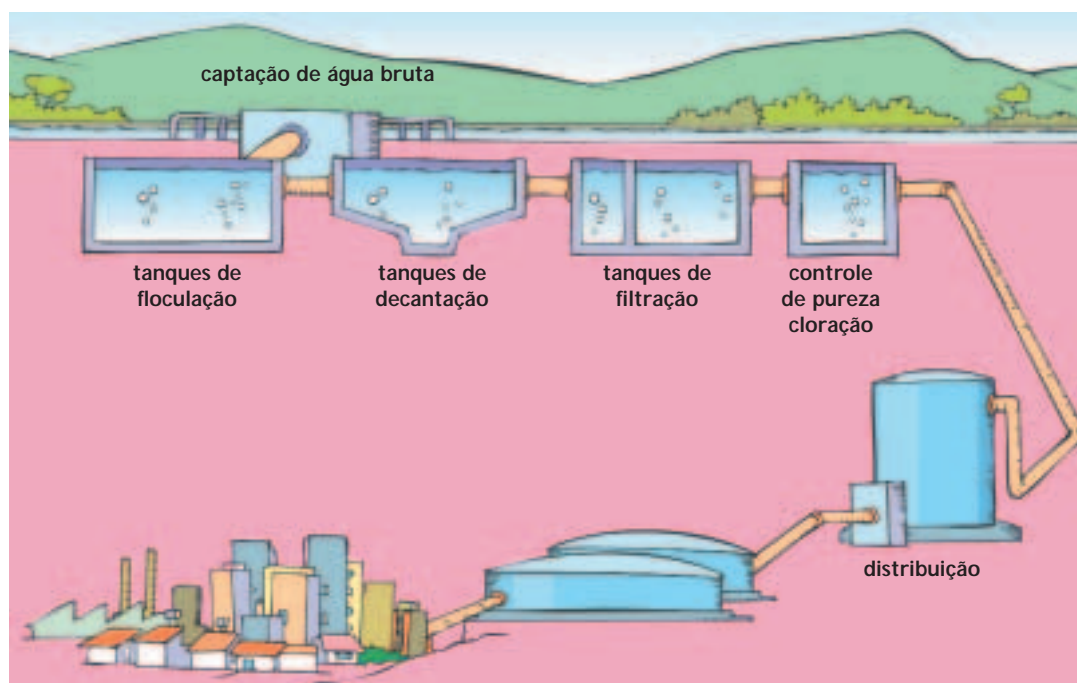 captação de água bruta
tanques de
floculação
tanques de
decantação
tanques de
filtração
controle
de pureza
cloração
distribuição